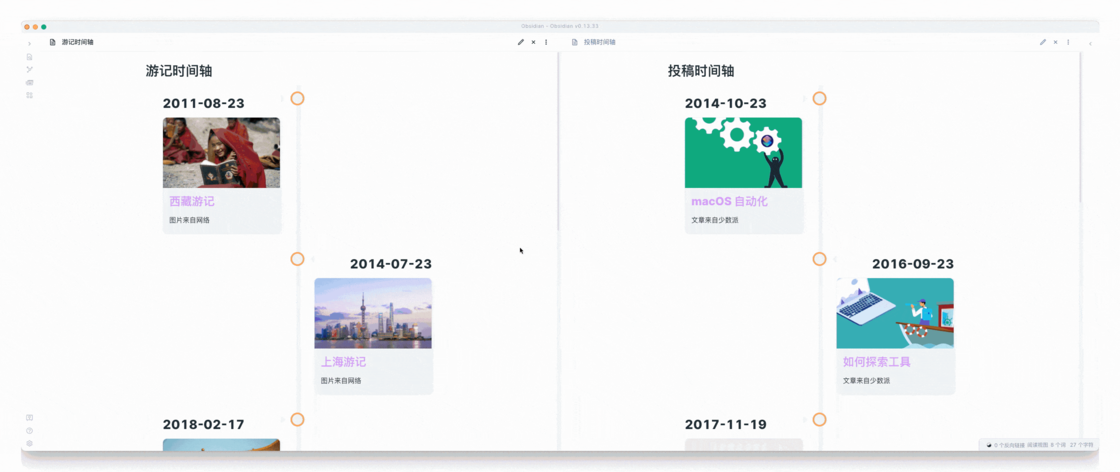 Obsidian - Obsidian v0.13.33
游记时间轴
投稿时间轴
游记时间轴
2011-08-23
西藏游记
图片来自网络
2014-07-23
上海游记
图片来自网络
2018-02-17
投稿时间轴
2014-10-23
macOS 自动化
文章来自少数派
2016-09-23
如何探索工具
文章来自少数派
2017-11-19
0 个反向链接 阅读视图 8 个词 27 个字符